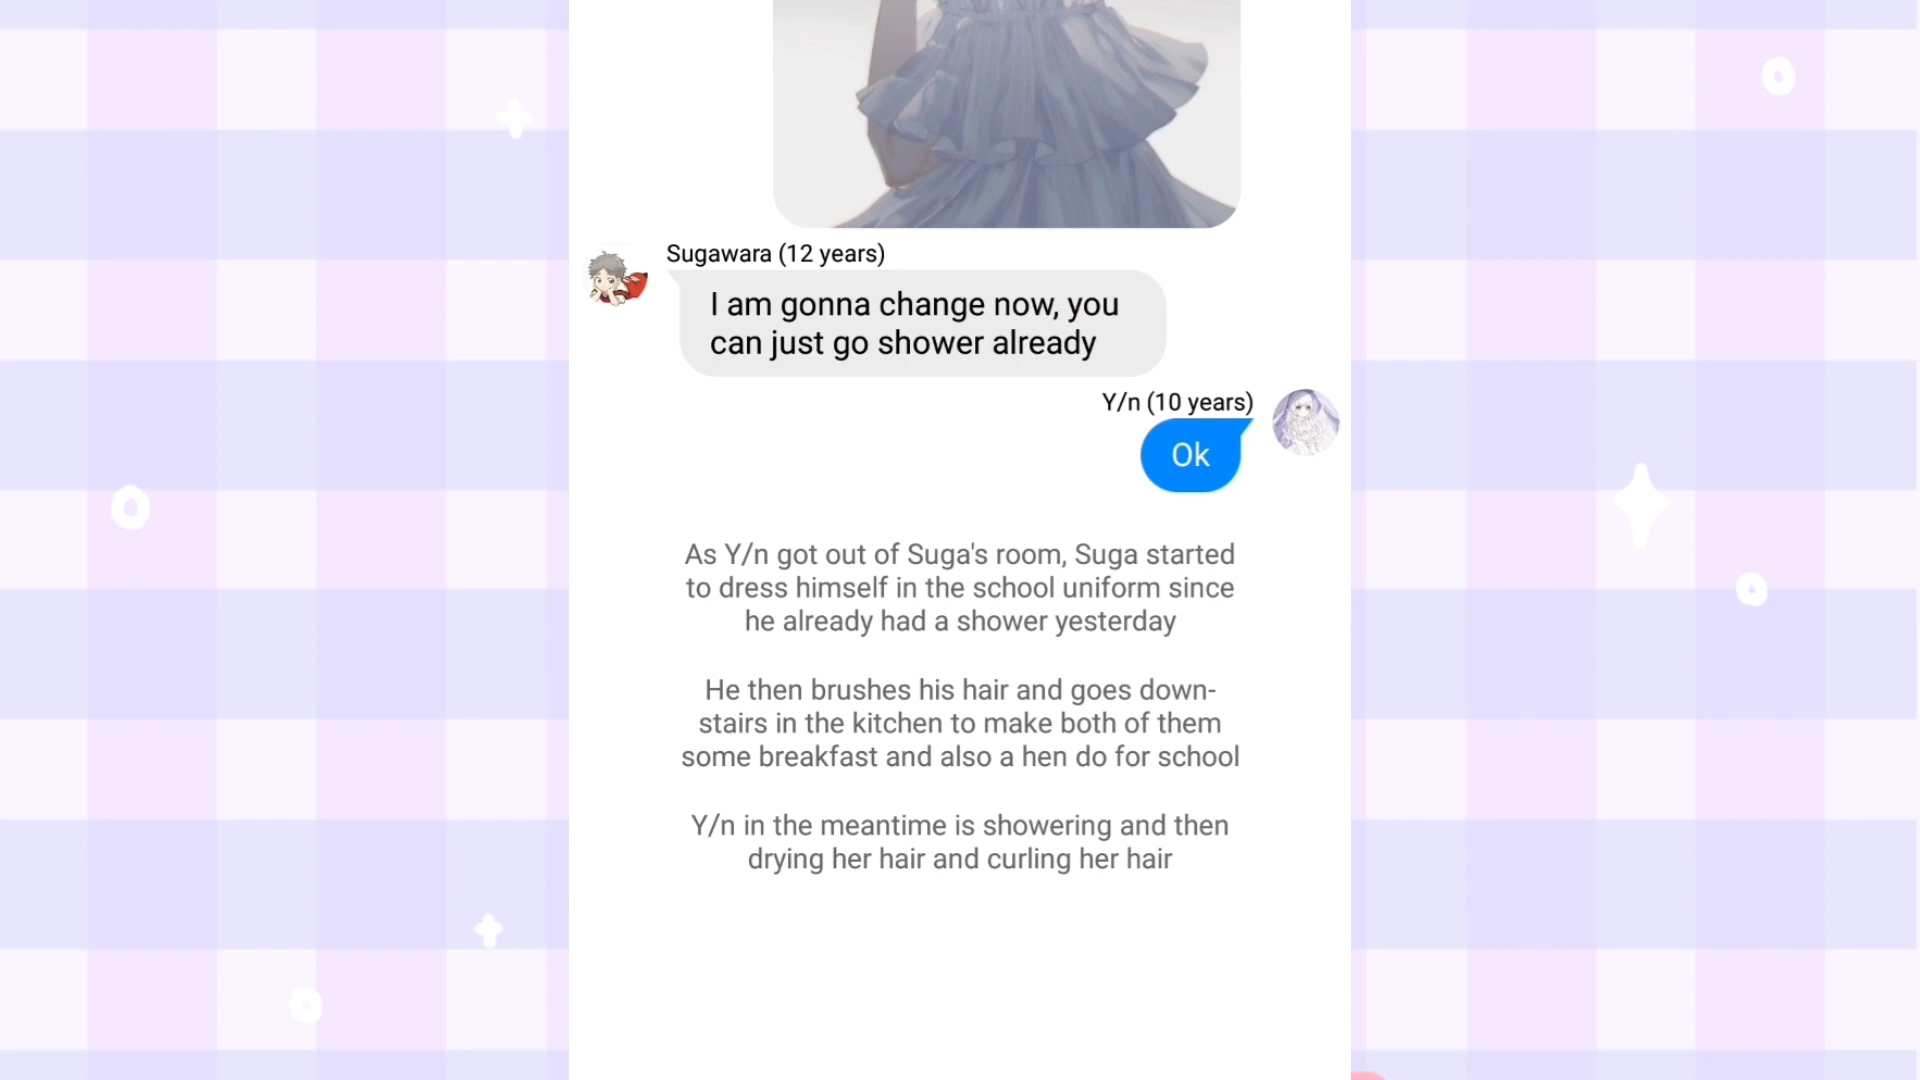 Sugawara (12 years)
I am gonna change now, you
can just go shower already
Y/n (10 years)
Ok
As Y/n got out of Suga's room, Suga started
to dress himself in the school uniform since
he already had a shower yesterday
He then brushes his hair and goes down-
stairs in the kitchen to make both of them
some breakfast and also a hen do for school
Y/n in the meantime is showering and then
drying her hair and curling her hair